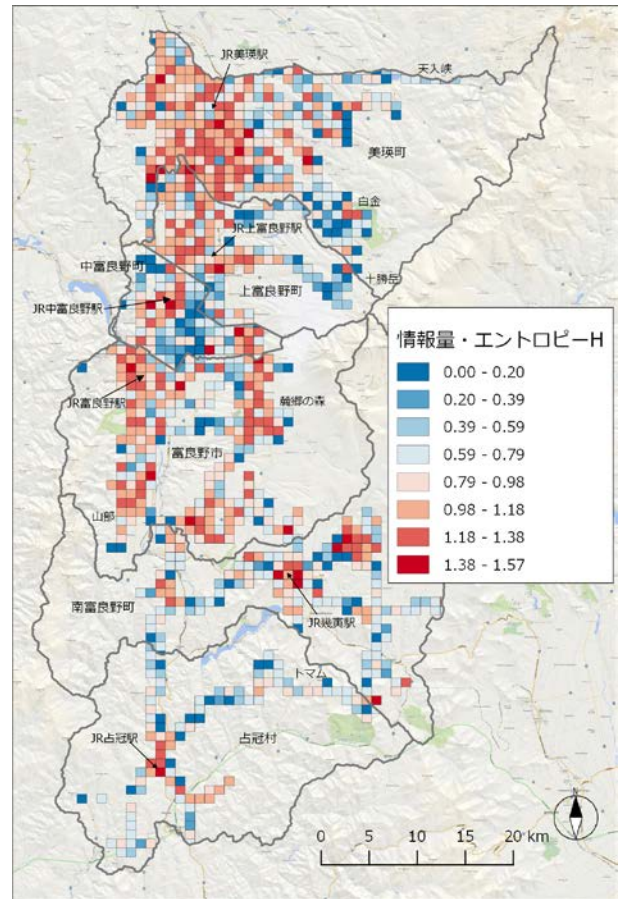 JR美瑛駅
天人峡
美瑛町
白金
JR上富良野駅
中富良野町
十勝岳
上富良野町
JR中富良野駅
情報量・エントロピーH
0.00 - 0.20
0.20 - 0.39
0.39 - 0.59
0.59 - 0.79
0.79 - 0.98
0.98 - 1.18
1.18 - 1.38
1.38 - 1.57
JR富良野駅
麓郷の森
富良野市
山部
南富良野町
JR幾寅駅
トマム
JR占冠駅
占冠村
N
0 5 10 15 20 km